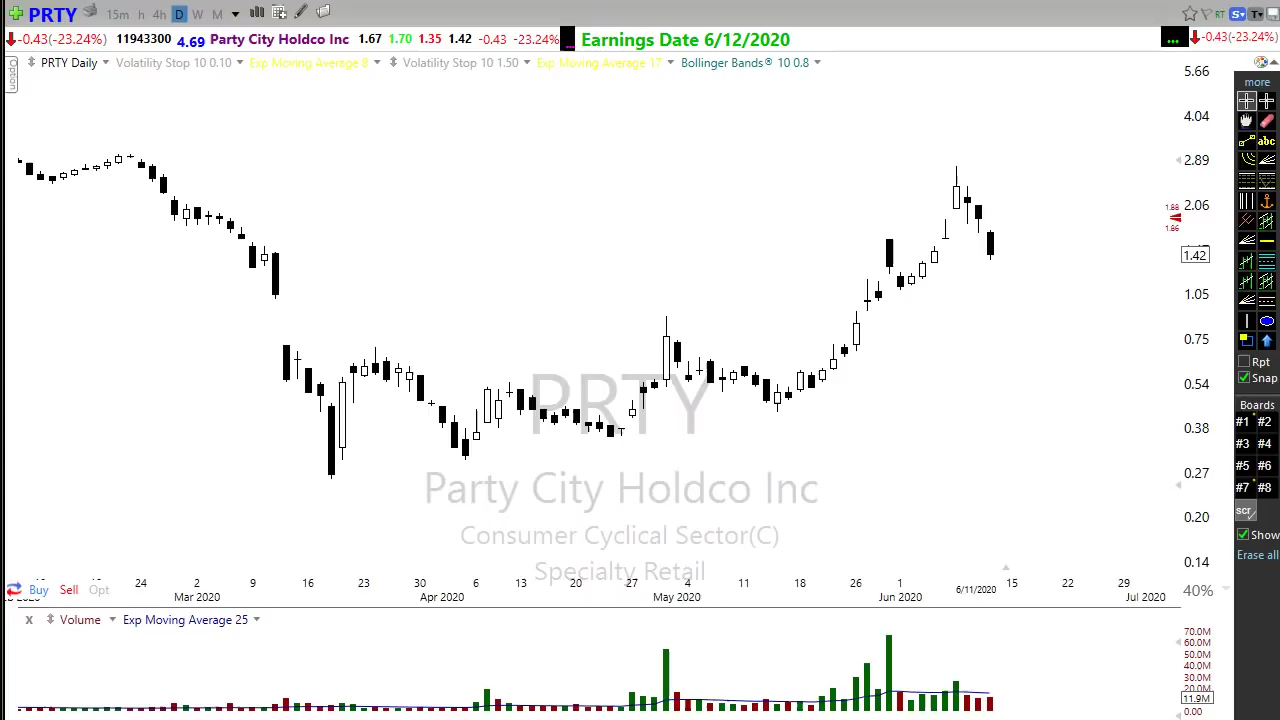 PRTY 15m h 4h D W M RT S T
-0.43(-23.24%) 11943300 4.69 Party City Holdco Inc 1.67 1.70 1.35 1.42 -0.43 -23.24% Earnings Date 6/12/2020 ... -0.43(-23.24%)
Option
PRTY Daily Volatility Stop 10 0.10 Exp Moving Average 8 Volatility Stop 10 1.50 Exp Moving Average 17 Bollinger Bands® 10 0.8
5.66
more
4.04
abc
2.89
2.06
1.88
1.86
1.42
1.05
0.75
Rpt
Snap
0.54
PRTY
Boards
#1 #2
0.38
#3 #4
#5 #6
0.27
Party City Holdco Inc
#7 #8
scr
0.20
Consumer Cyclical Sector(C)
Show
Erase all
0.14
Specialty Retail
24 2 9 16 23 30 6 13 20 27 4 11 18 26 1 15 22 29
Buy Sell Opt 6/11/2020 40%
Mar 2020 Apr 2020 May 2020 Jun 2020 Jul 2020
X Volume Exp Moving Average 25
70.0M
60.0M
50.0M
40.0M
30.0M
20.0M
11.9M
0.00